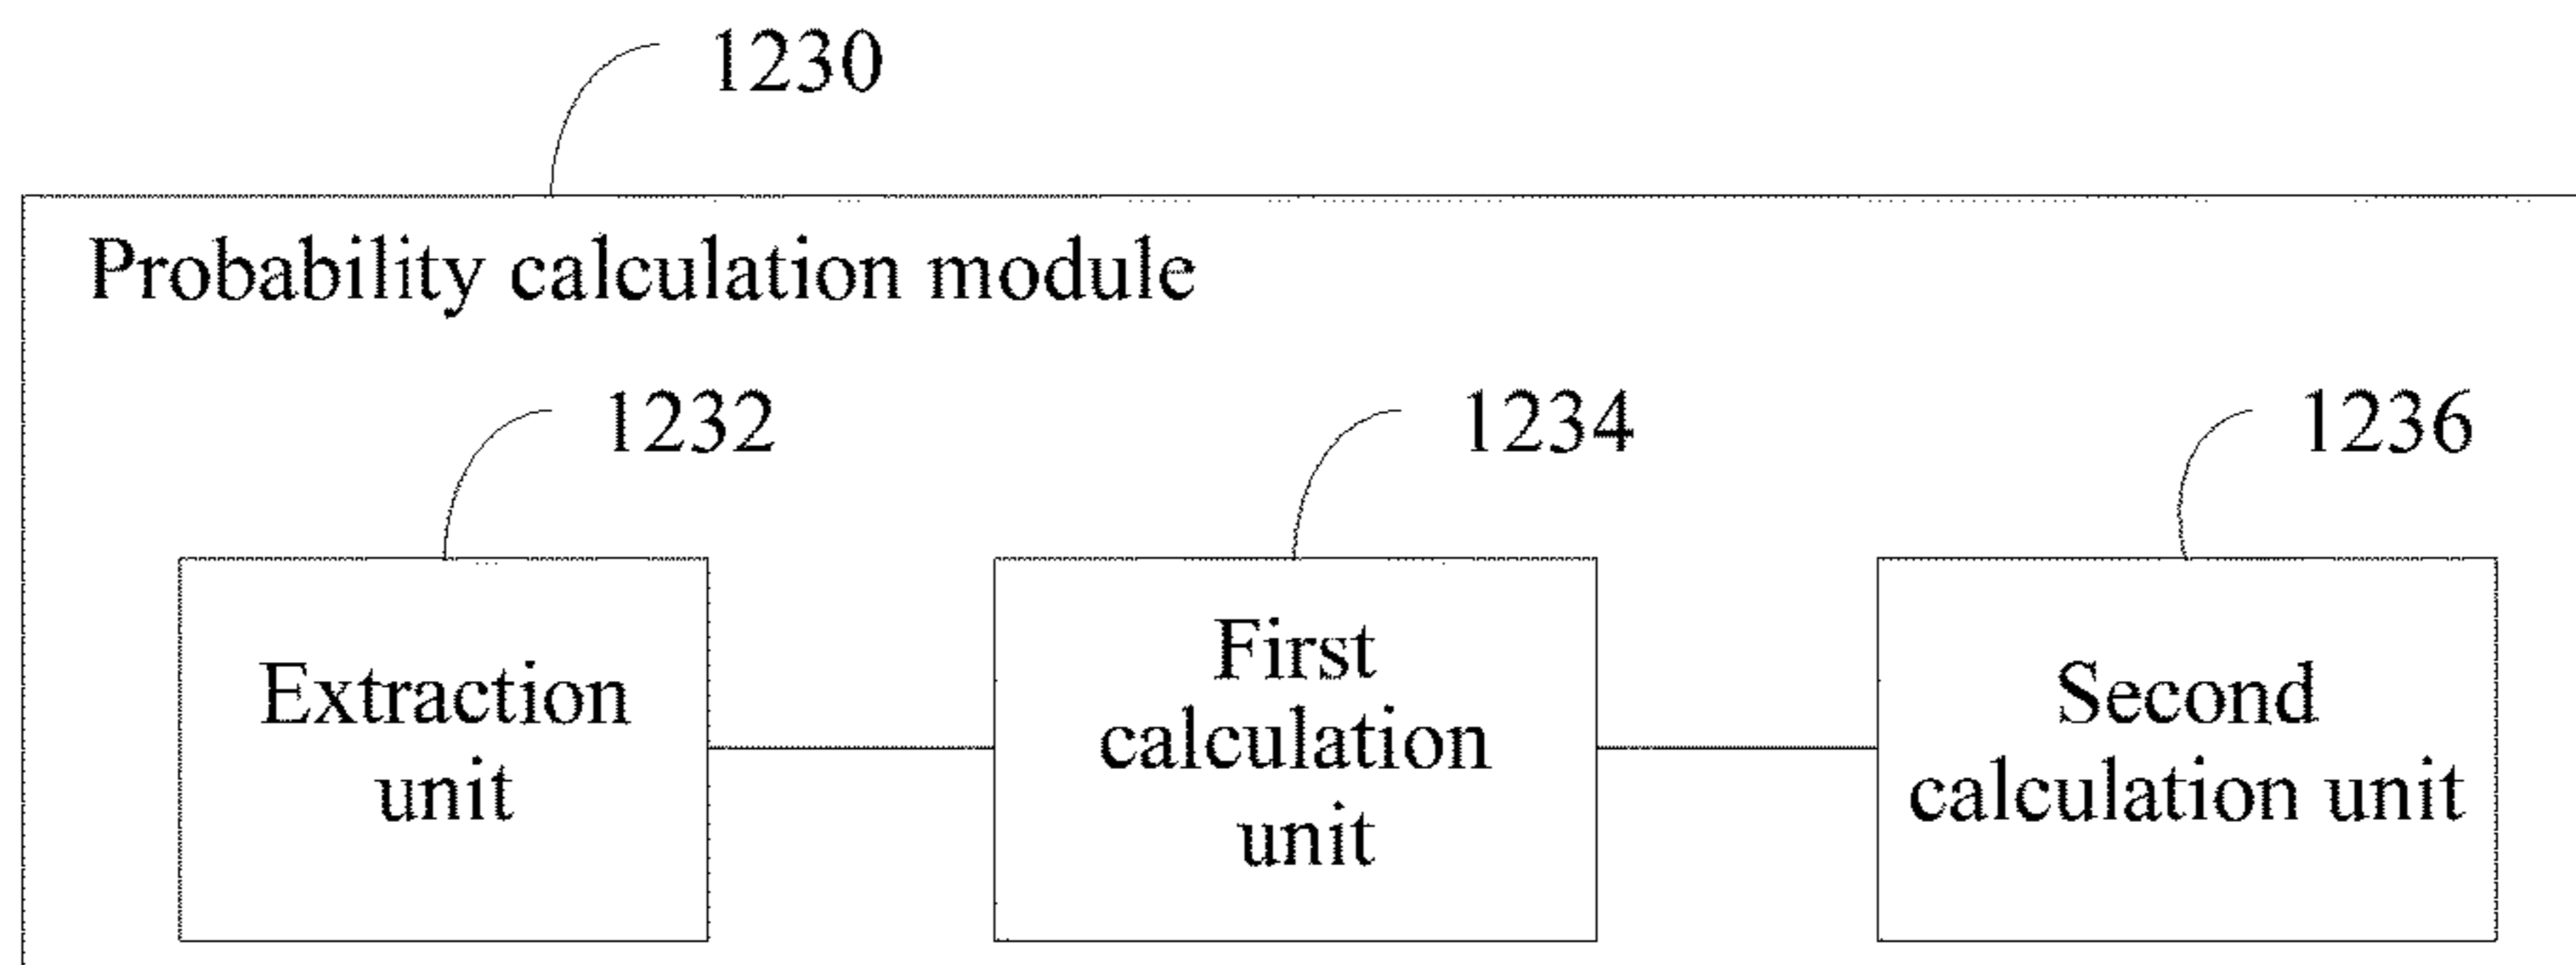 1230
Probability calculation module
1232
1234
1236
Extraction
unit
First
calculation
unit
Second
calculation unit